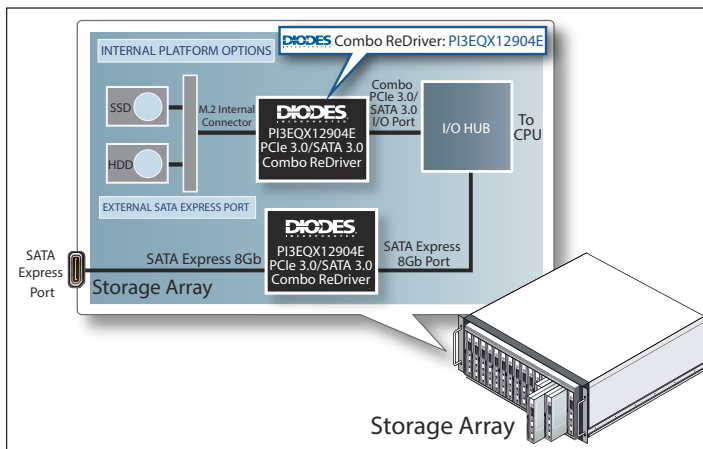 DIODES INCORPORATED Combo ReDriver: PI3EQX12904E
INTERNAL PLATFORM OPTIONS
SSD
HDD
M.2 Internal
Connector
DIODES
INCORPORATED
PI3EQX12904E
PCIe 3.0/SATA 3.0
Combo ReDriver
Combo
PCIe 3.0/
SATA 3.0
I/O Port
I/O HUB
To
CPU
EXTERNAL SATA EXPRESS PORT
DIODES
INCORPORATED
PI3EQX12904E
PCIe 3.0/SATA 3.0
Combo ReDriver
SATA
Express
Port
SATA Express 8Gb
SATA Express
8Gb Port
Storage Array
Storage Array